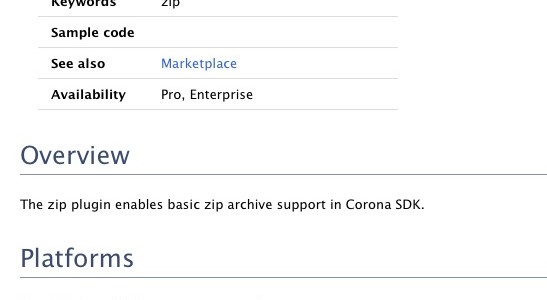 Keywords zip
Sample code
See also Marketplace
Availability Pro, Enterprise
Overview
The zip plugin enables basic zip archive support in Corona SDK.
Platforms